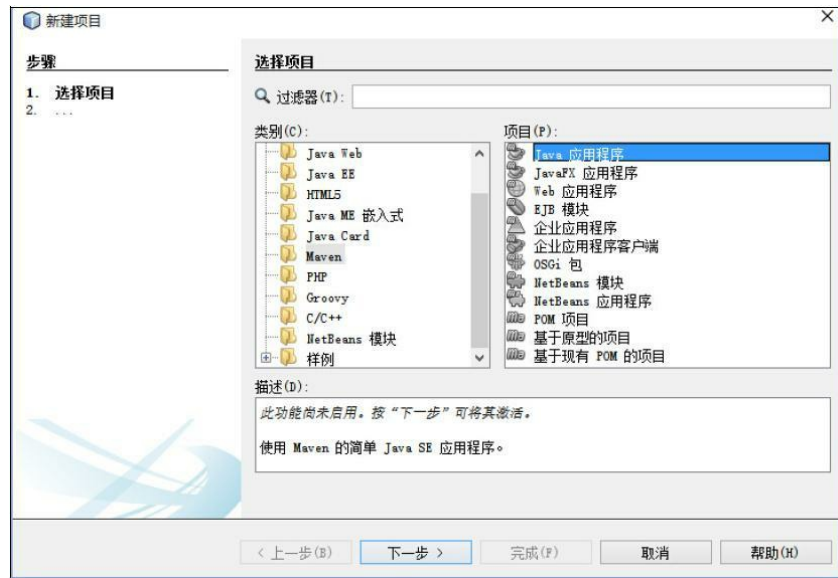 新建项目
步骤
1. 选择项目
2. ...
选择项目
过滤器(T):
类别(C):
Java Web
Java EE
HTML5
Java ME 嵌入式
Java Card
Maven
PHP
Groovy
C/C++
NetBeans 模块
样例
项目(P):
Java 应用程序
JavaFX 应用程序
Web 应用程序
EJB 模块
企业应用程序
企业应用程序客户端
OSGi 包
NetBeans 模块
NetBeans 应用程序
POM 项目
基于原型的项目
基于现有 POM 的项目
描述(D):
此功能尚未启用。按“下一步”可将其激活。
使用 Maven 的简单 Java SE 应用程序。
< 上一步(B)
下一步 >
完成(F)
取消
帮助(H)